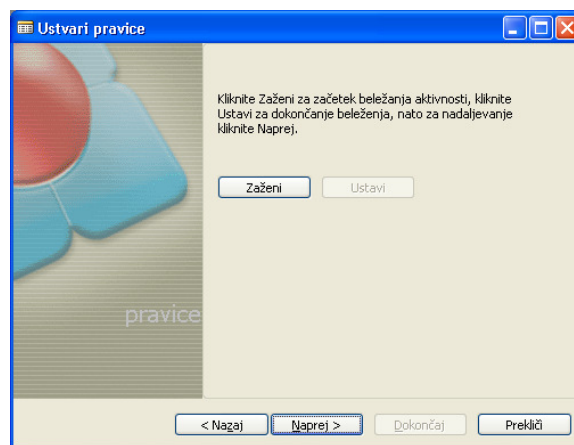 Ustvari pravice
Kliknite Zaženi za začetek beležanja aktivnosti, kliknite
Ustavi za dokončanje beleženja, nato za nadaljevanje
kliknite Naprej.
Zaženi
Ustavi
pravice
< Nazaj
Naprej >
Dokončaj
Prekliči